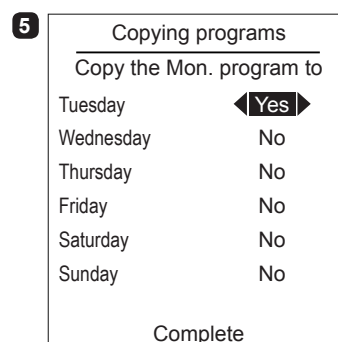 5
Copying programs
Copy the Mon. program to
Tuesday Yes
Wednesday No
Thursday No
Friday No
Saturday No
Sunday No
Complete